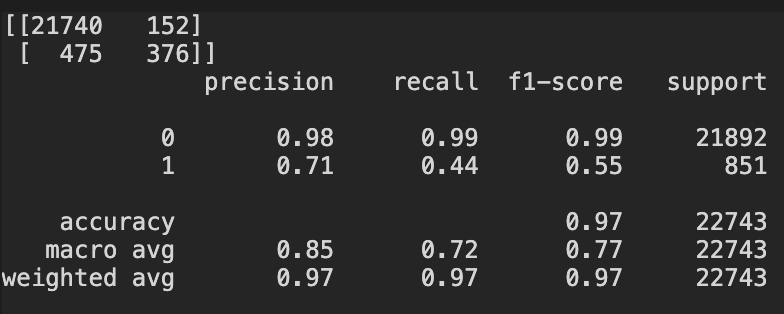 [[21740   152]
 [  475   376]]
              precision    recall  f1-score   support

           0       0.98      0.99      0.99     21892
           1       0.71      0.44      0.55       851

    accuracy                           0.97     22743
   macro avg       0.85      0.72      0.77     22743
weighted avg       0.97      0.97      0.97     22743